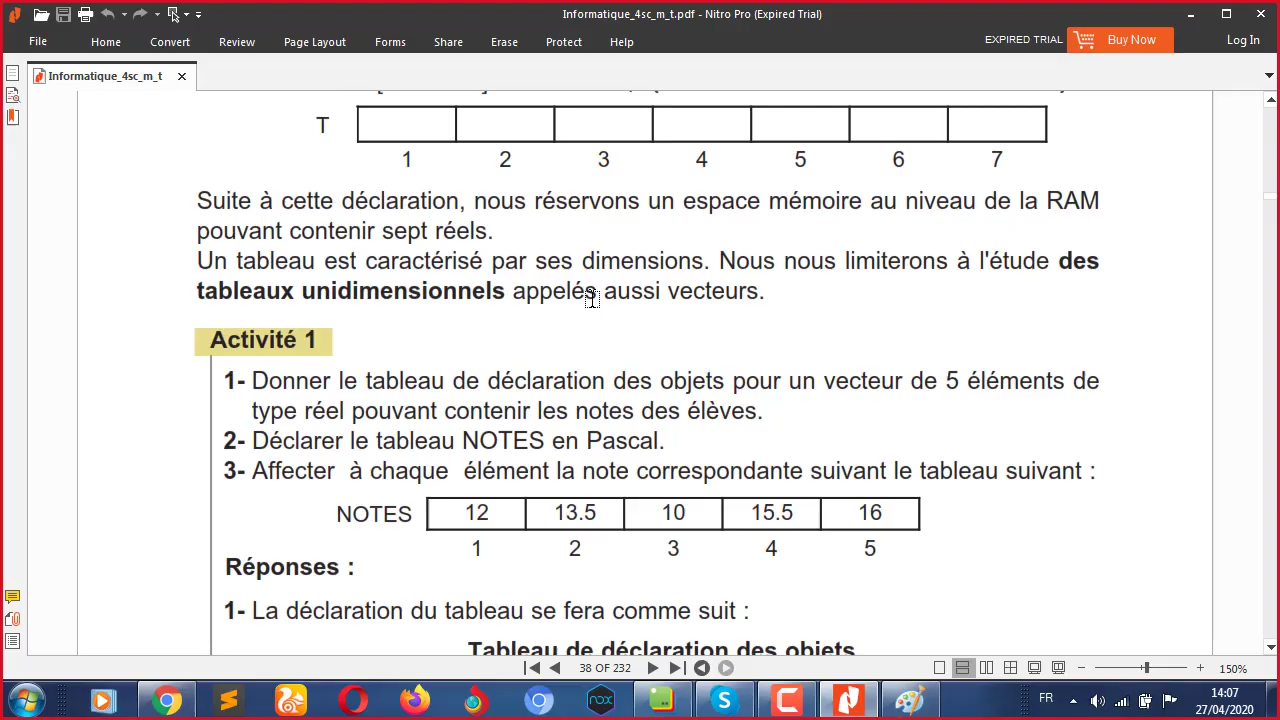 Informatique_4sc_m_t.pdf - Nitro Pro (Expired Trial)
File Home Convert Review Page Layout Forms Share Erase Protect Help EXPIRED TRIAL Buy Now Log In
Informatique_4sc_m_t
T
1 2 3 4 5 6 7
Suite à cette déclaration, nous réservons un espace mémoire au niveau de la RAM
pouvant contenir sept réels.
Un tableau est caractérisé par ses dimensions. Nous nous limiterons à l'étude des
tableaux unidimensionnels appelés aussi vecteurs.
Activité 1
1- Donner le tableau de déclaration des objets pour un vecteur de 5 éléments de
type réel pouvant contenir les notes des élèves.
2- Déclarer le tableau NOTES en Pascal.
3- Affecter à chaque élément la note correspondante suivant le tableau suivant :
NOTES 12 13.5 10 15.5 16
1 2 3 4 5
Réponses :
1- La déclaration du tableau se fera comme suit :
Tableau de déclaration des objets
38 OF 232 150%
FR 14:07
27/04/2020